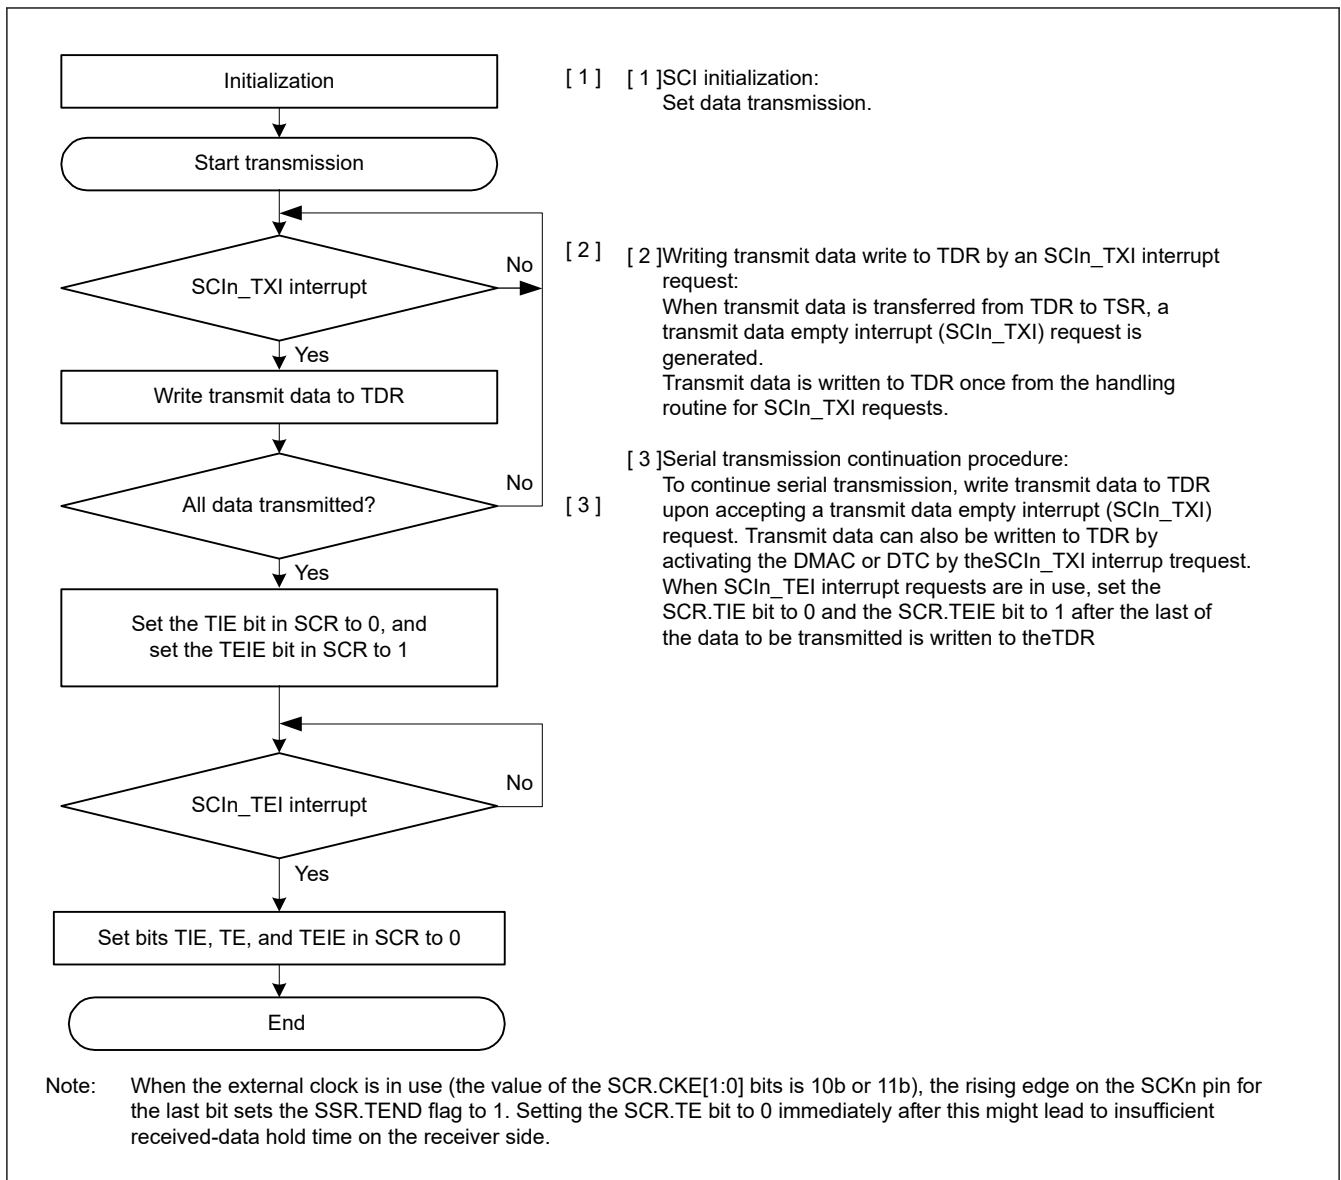 Initialization
[ 1 ]
[ 1 ]SCI initialization:
Set data transmission.
Start transmission
SCIn_TXI interrupt
No
[ 2 ]
[ 2 ]Writing transmit data write to TDR by an SCIn_TXI interrupt
request:
When transmit data is transferred from TDR to TSR, a
transmit data empty interrupt (SCIn_TXI) request is
generated.
Transmit data is written to TDR once from the handling
routine for SCIn_TXI requests.
Yes
Write transmit data to TDR
All data transmitted?
No
[ 3 ]
[ 3 ]Serial transmission continuation procedure:
To continue serial transmission, write transmit data to TDR
upon accepting a transmit data empty interrupt (SCIn_TXI)
request. Transmit data can also be written to TDR by
activating the DMAC or DTC by theSCIn_TXI interrup trequest.
When SCIn_TEI interrupt requests are in use, set the
SCR.TIE bit to 0 and the SCR.TEIE bit to 1 after the last of
the data to be transmitted is written to theTDR
Yes
Set the TIE bit in SCR to 0, and
set the TEIE bit in SCR to 1
SCIn_TEI interrupt
No
Yes
Set bits TIE, TE, and TEIE in SCR to 0
End
Note: When the external clock is in use (the value of the SCR.CKE[1:0] bits is 10b or 11b), the rising edge on the SCKn pin for
the last bit sets the SSR.TEND flag to 1. Setting the SCR.TE bit to 0 immediately after this might lead to insufficient
received-data hold time on the receiver side.